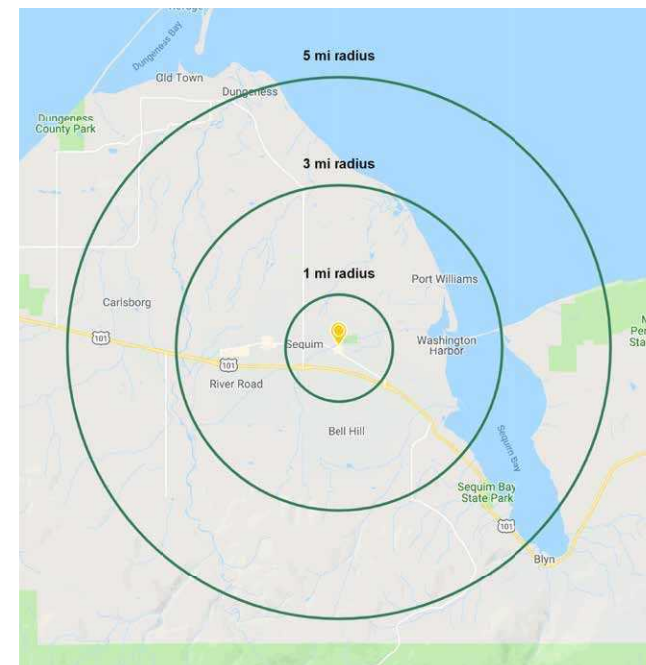 Dungeness
Bay
5 mi radius
Old Town
Dungeness
Dungeness
County Park
3 mi radius
1 mi radius
Port Williams
Carlsborg
101
Sequim
Washington
Harbor
101
River Road
Bell Hill
Sequim Bay
Sequim Bay
State Park
101
Blyn